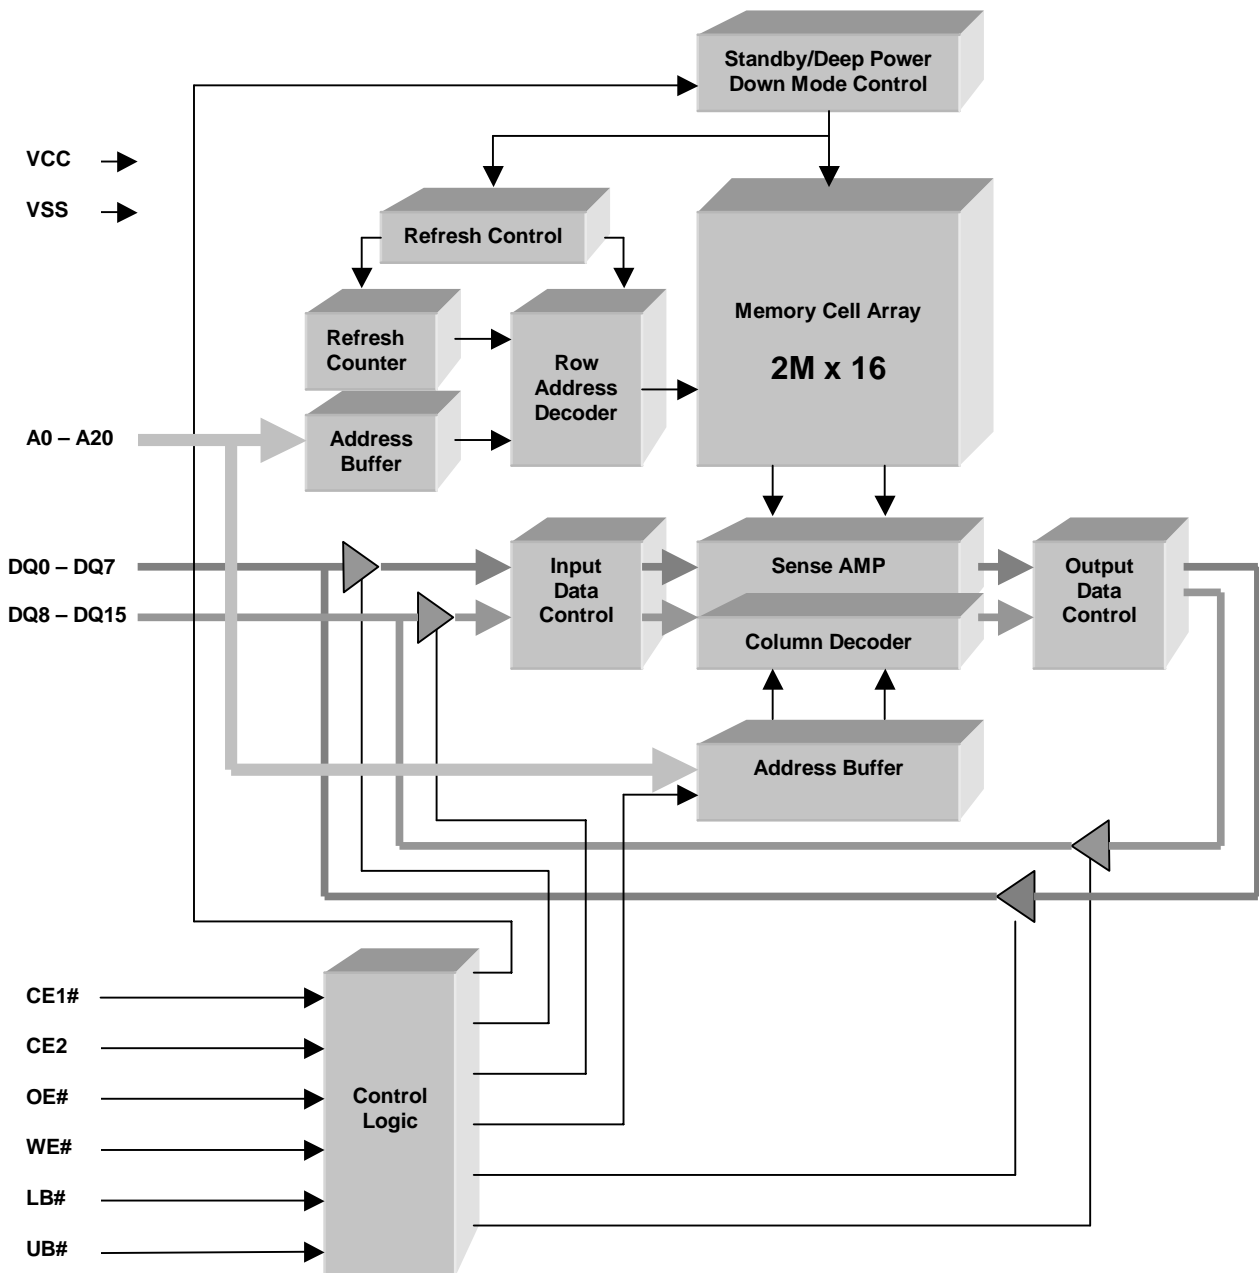 Standby/Deep Power
Down Mode Control
VCC
VSS
Refresh Control
Refresh
Counter
Row
Address
Decoder
Memory Cell Array
2M x 16
A0 – A20
Address
Buffer
DQ0 – DQ7
DQ8 – DQ15
Input
Data
Control
Sense AMP
Column Decoder
Output
Data
Control
Address Buffer
CE1#
CE2
OE#
WE#
LB#
UB#
Control
Logic